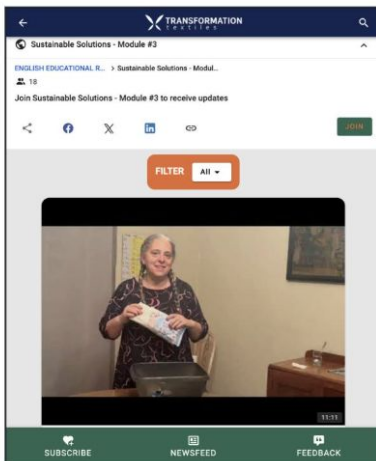 TRANSFORMATION
textiles
Sustainable Solutions - Module #3
ENGLISH EDUCATIONAL R... > Sustainable Solutions - Modul...
18
Join Sustainable Solutions - Module #3 to receive updates
JOIN
FILTER All
11:11
SUBSCRIBE NEWSFEED FEEDBACK